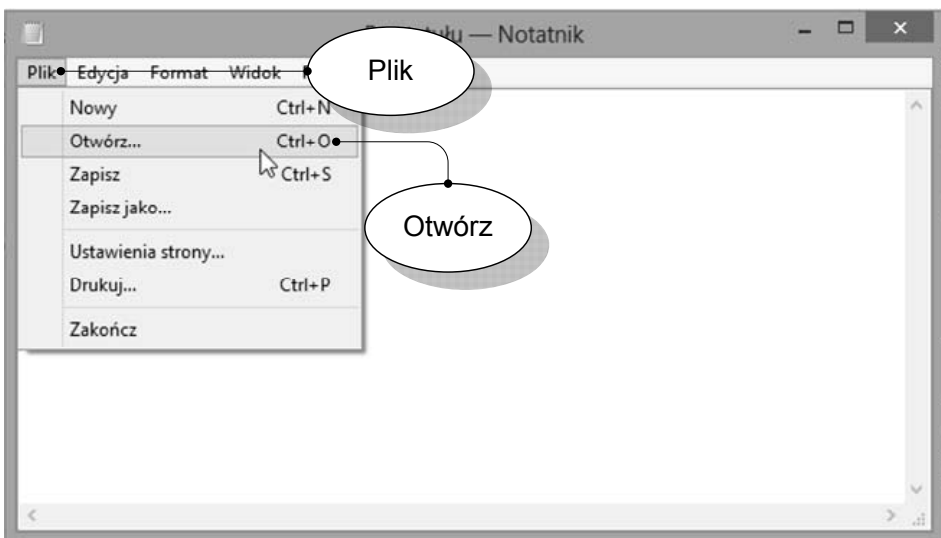 — Notatnik
Plik Edycja Format Widok
Plik
Nowy Ctrl+N
Otwórz... Ctrl+O
Zapisz Ctrl+S
Zapisz jako...
Otwórz
Ustawienia strony...
Drukuj... Ctrl+P
Zakończ